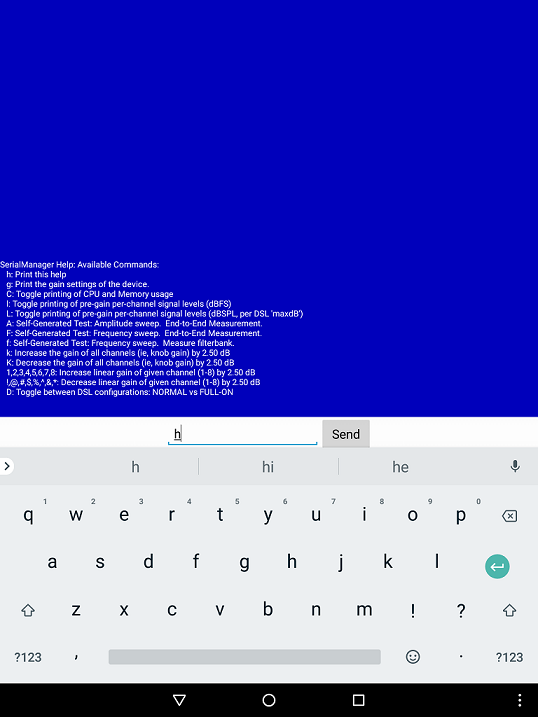 SerialManager Help: Available Commands:
h: Print this help
g: Print the gain settings of the device.
C: Toggle printing of CPU and Memory usage
l: Toggle printing of pre-gain per-channel signal levels (dBFS)
L: Toggle printing of pre-gain per-channel signal levels (dBSPL, per DSL 'maxdB')
A: Self-Generated Test: Amplitude sweep.  End-to-End Measurement.
F: Self-Generated Test: Frequency sweep.  End-to-End Measurement.
f: Self-Generated Test: Frequency sweep.  Measure filterbank.
k: Increase the gain of all channels (ie, knob gain) by 2.50 dB
K: Decrease the gain of all channels (ie, knob gain) by 2.50 dB
1,2,3,4,5,6,7,8: Increase linear gain of given channel (1-8) by 2.50 dB
!,@,#,$,%,^,&,*: Decrease linear gain of given channel (1-8) by 2.50 dB
D: Toggle between DSL configurations: NORMAL vs FULL-ON
h Send
h hi he
1 2 3 4 5 6 7 8 9 0
q w e r t y u i o p
a s d f g h j k l
z x c v b n m ! ?
?123 , . ?123